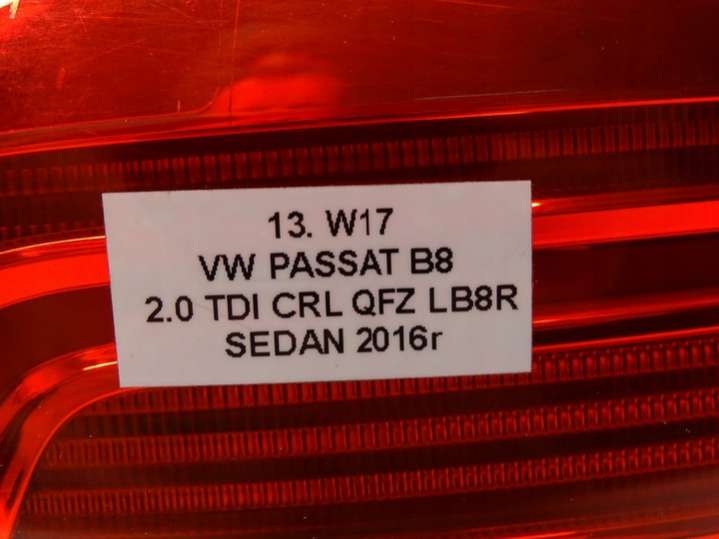 13. W17
VW PASSAT B8
2.0 TDI CRL QFZ LB8R
SEDAN 2016r